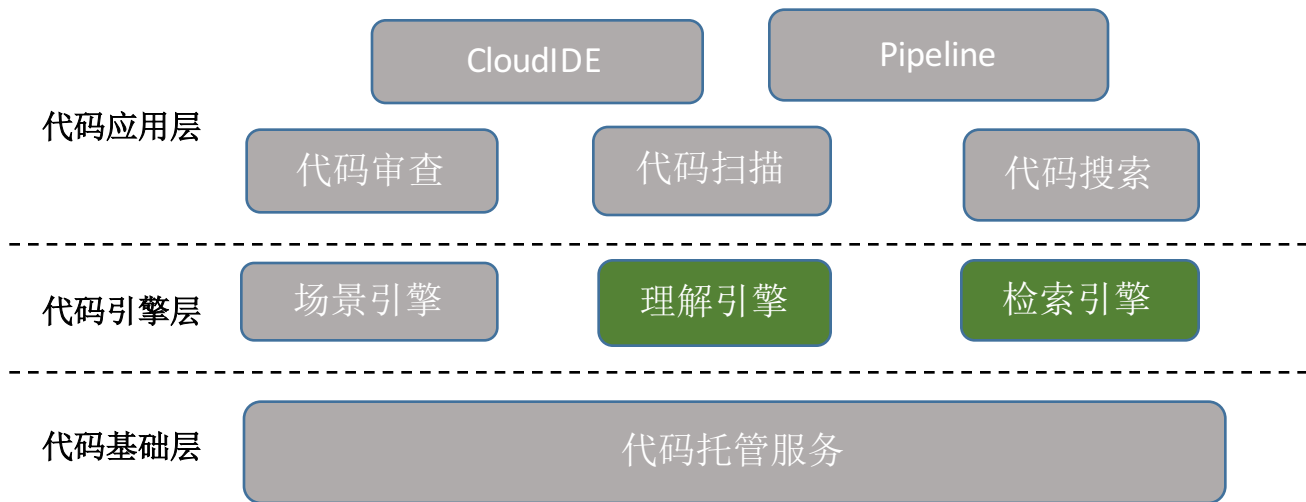 CloudIDE
Pipeline
代码应用层
代码审查
代码扫描
代码搜索
代码引擎层
场景引擎
理解引擎
检索引擎
代码基础层
代码托管服务